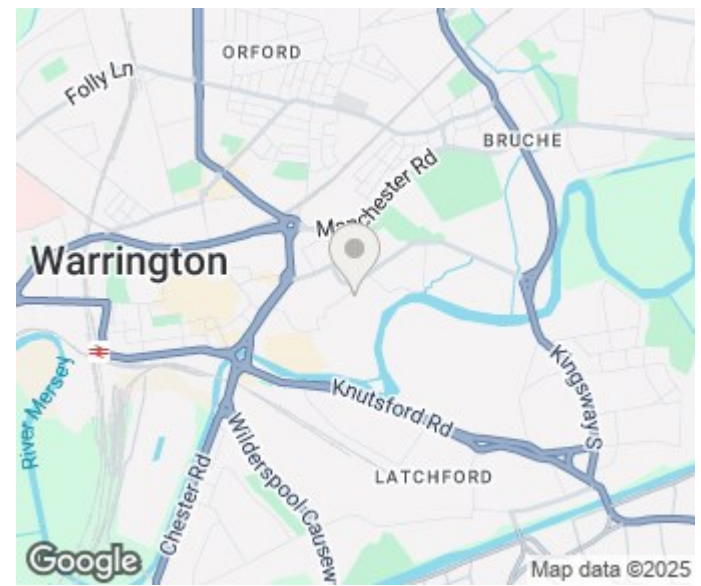 ORFORD
Folly Ln
BRUCHE
Manchester Rd
Warrington
River Mersey
Knutsford Rd
Kingsway S
Chester Rd
Wilderspool Causew
LATCHFORD
Google
Map data ©2025